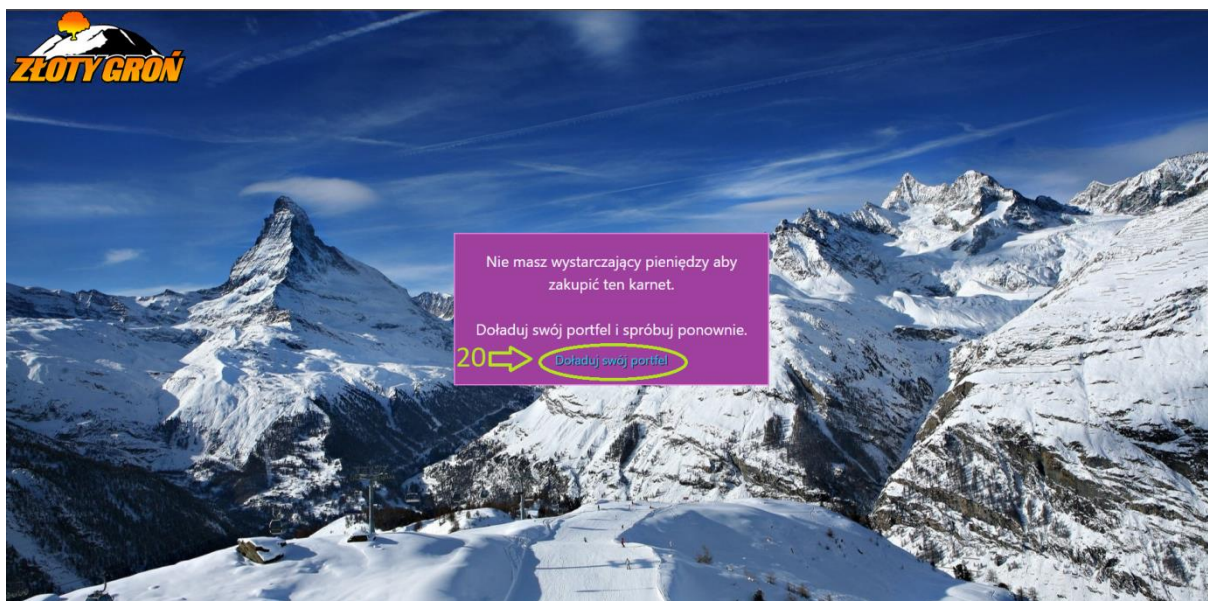 ZŁOTY GROŃ
Nie masz wystarczający pieniędzy aby
zakupić ten karnet.
Doładuj swój portfel i spróbuj ponownie.
20
Doładuj swój portfel